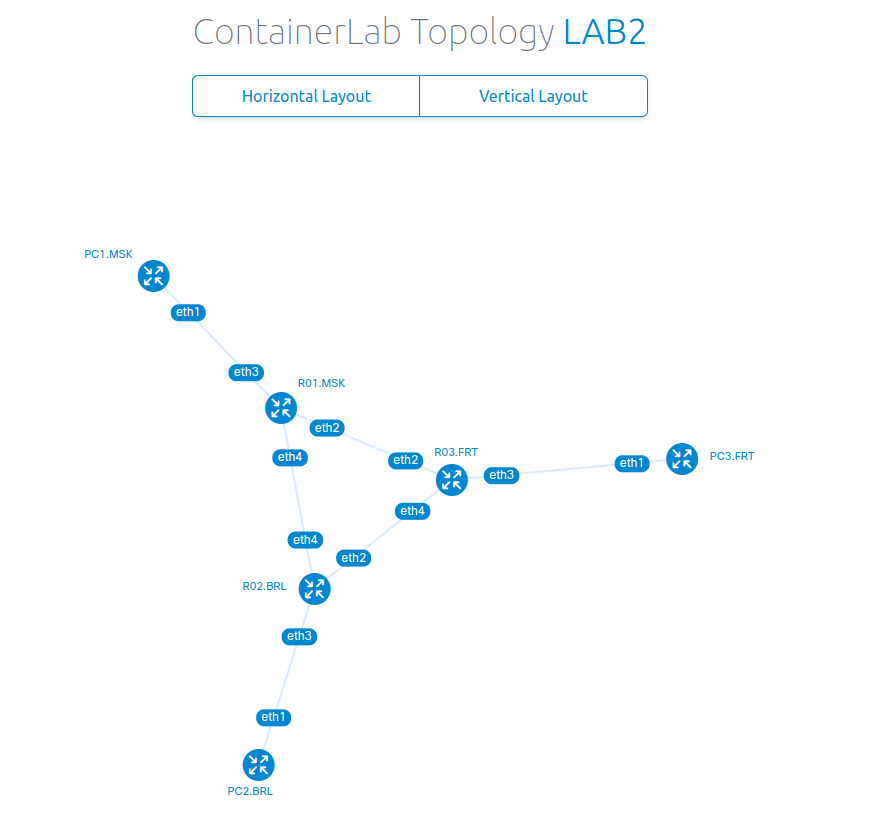 ContainerLab Topology LAB2
Horizontal Layout
Vertical Layout
PC1.MSK
eth1
eth3
R01.MSK
eth2
eth4
eth2
R03.FRT
eth3
eth1
PC3.FRT
eth4
eth4
eth2
R02.BRL
eth3
eth1
PC2.BRL